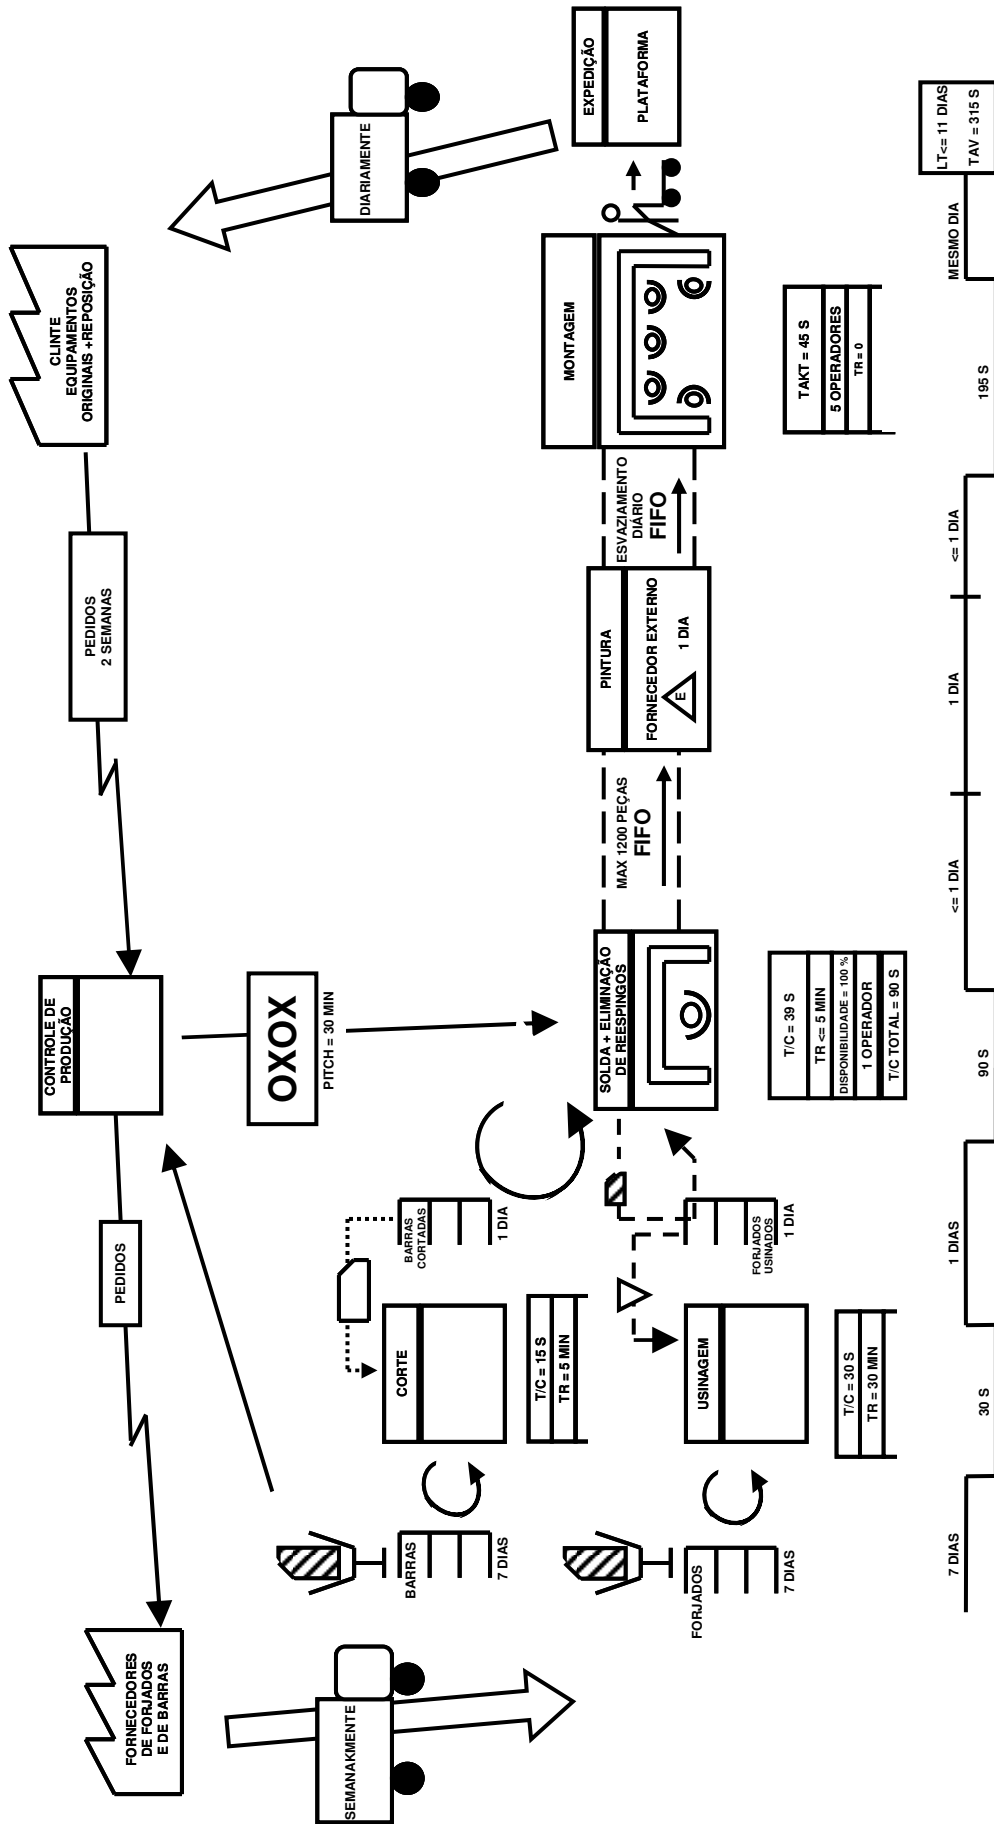 FORNECEDORES
DE FORJADOS
E DE BARRAS
PEDIDOS
CONTROLE DE
PRODUÇÃO
PEDIDOS
2 SEMANAS
CLINTE
EQUIPAMENTOS
ORIGINAIS +REPOSIÇÃO
SEMANAKMENTE
OXOX
PITCH = 30 MIN
DIARIAMENTE
BARRAS
7 DIAS
CORTE
T/C = 15 S
TR = 5 MIN
BARRAS
CORTADAS
1 DIA
FORJADOS
7 DIAS
USINAGEM
T/C = 30 S
TR = 30 MIN
FORJADOS
USINADOS
1 DIA
SOLDA + ELIMINAÇÃO
DE REESPINGOS
T/C = 39 S
TR <= 5 MIN
DISPONIBILIDADE = 100 %
1 OPERADOR
T/C TOTAL = 90 S
MAX 1200 PEÇAS
FIFO
PINTURA
FORNECEDOR EXTERNO
E
1 DIA
ESVAZIAMENTO
DIÁRIO
FIFO
MONTAGEM
TAKT = 45 S
5 OPERADORES
TR = 0
EXPEDIÇÃO
PLATAFORMA
7 DIAS
30 S
1 DIAS
90 S
<= 1 DIA
1 DIA
<= 1 DIA
195 S
MESMO DIA
LT<= 11 DIAS
TAV = 315 S